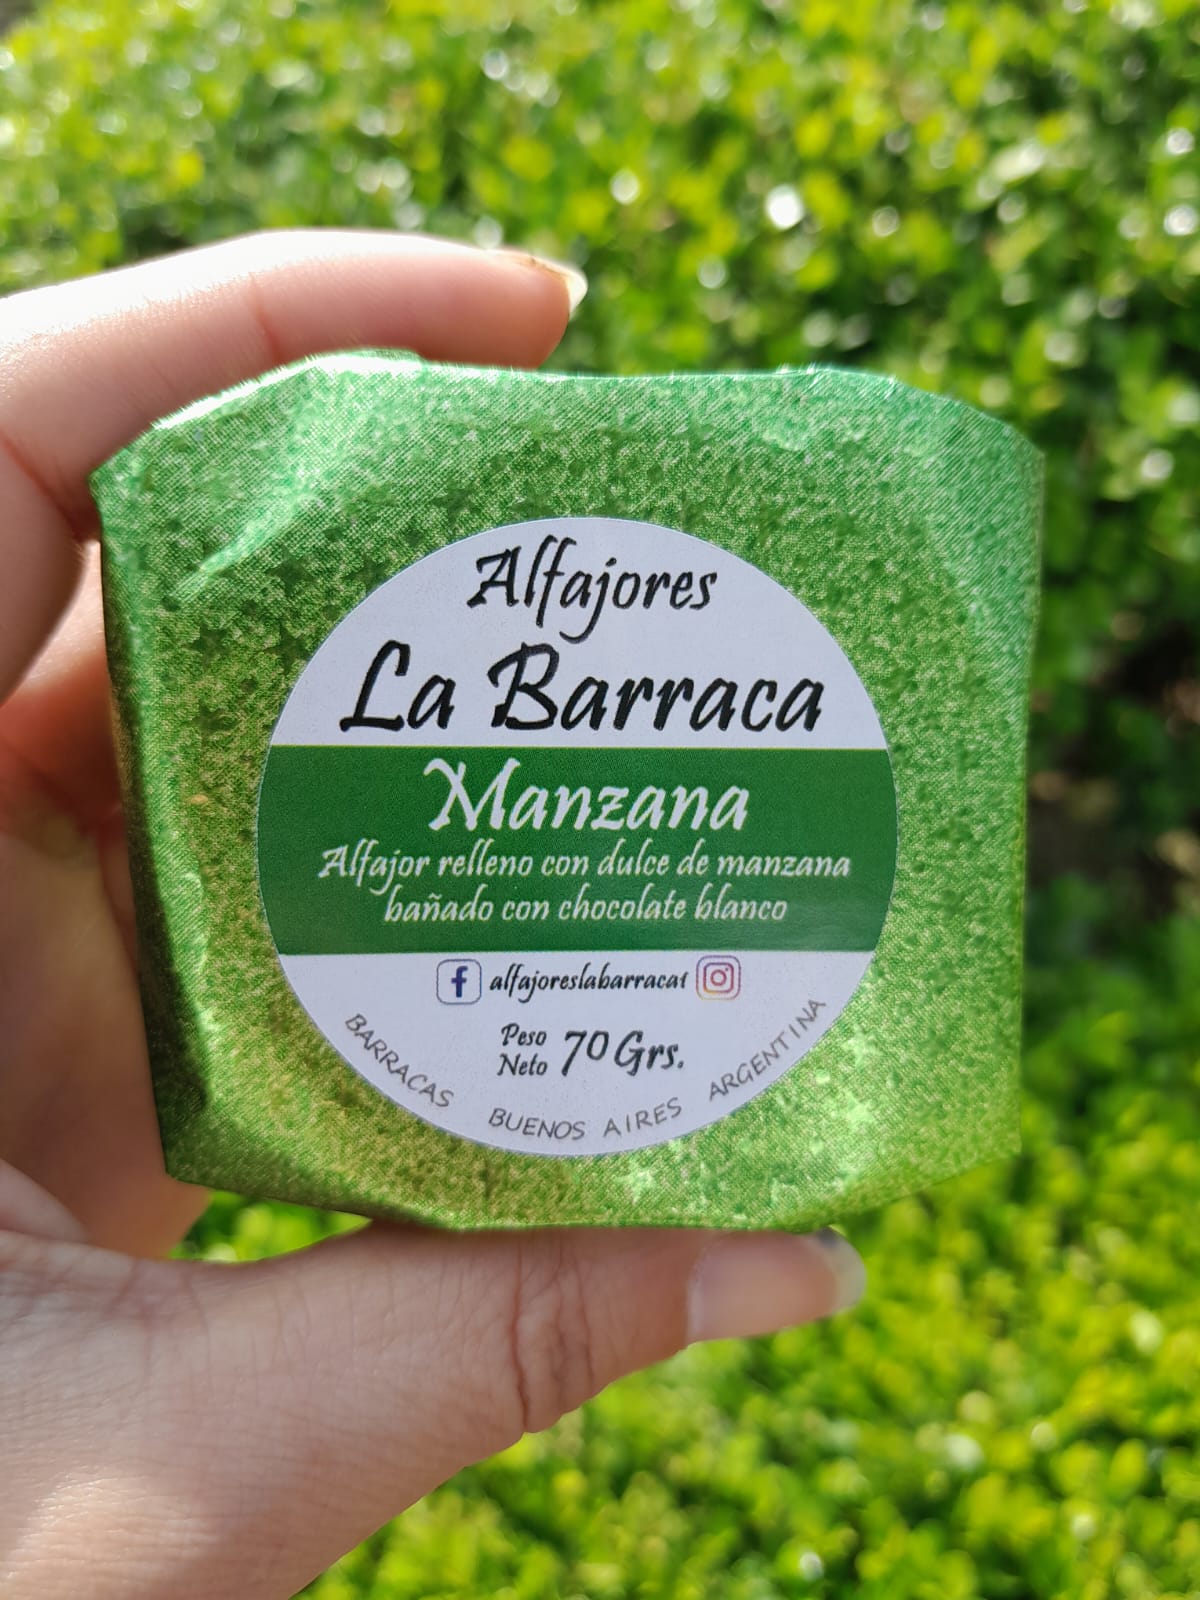 Alfajores
La Barraca
Manzana
Alfajor relleno con dulce de manzana
bañado con chocolate blanco
alfajoreslabarraca1
Peso
Neto 70 Grs.
BARRACAS BUENOS AIRES ARGENTINA